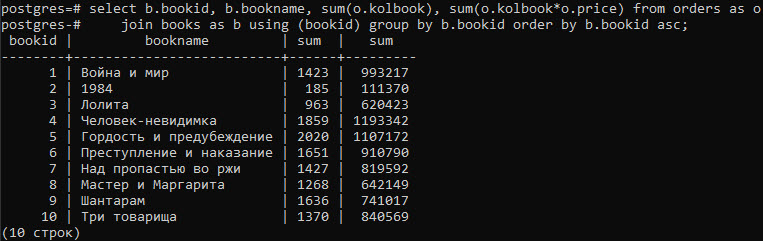 postgres=# select b.bookid, b.bookname, sum(o.kolbook), sum(o.kolbook*o.price) from orders as o
postgres-#     join books as b using (bookid) group by b.bookid order by b.bookid asc;
 bookid |         bookname         | sum  |   sum
--------+--------------------------+------+---------
      1 | Война и мир              | 1423 |  993217
      2 | 1984                     |  185 |  111370
      3 | Лолита                   |  963 |  620423
      4 | Человек-невидимка        | 1859 | 1193342
      5 | Гордость и предубеждение | 2020 | 1107172
      6 | Преступление и наказание | 1651 |  910790
      7 | Над пропастью во ржи     | 1427 |  819592
      8 | Мастер и Маргарита       | 1268 |  642149
      9 | Шантарам                 | 1636 |  741017
     10 | Три товарища             | 1370 |  840569
(10 строк)